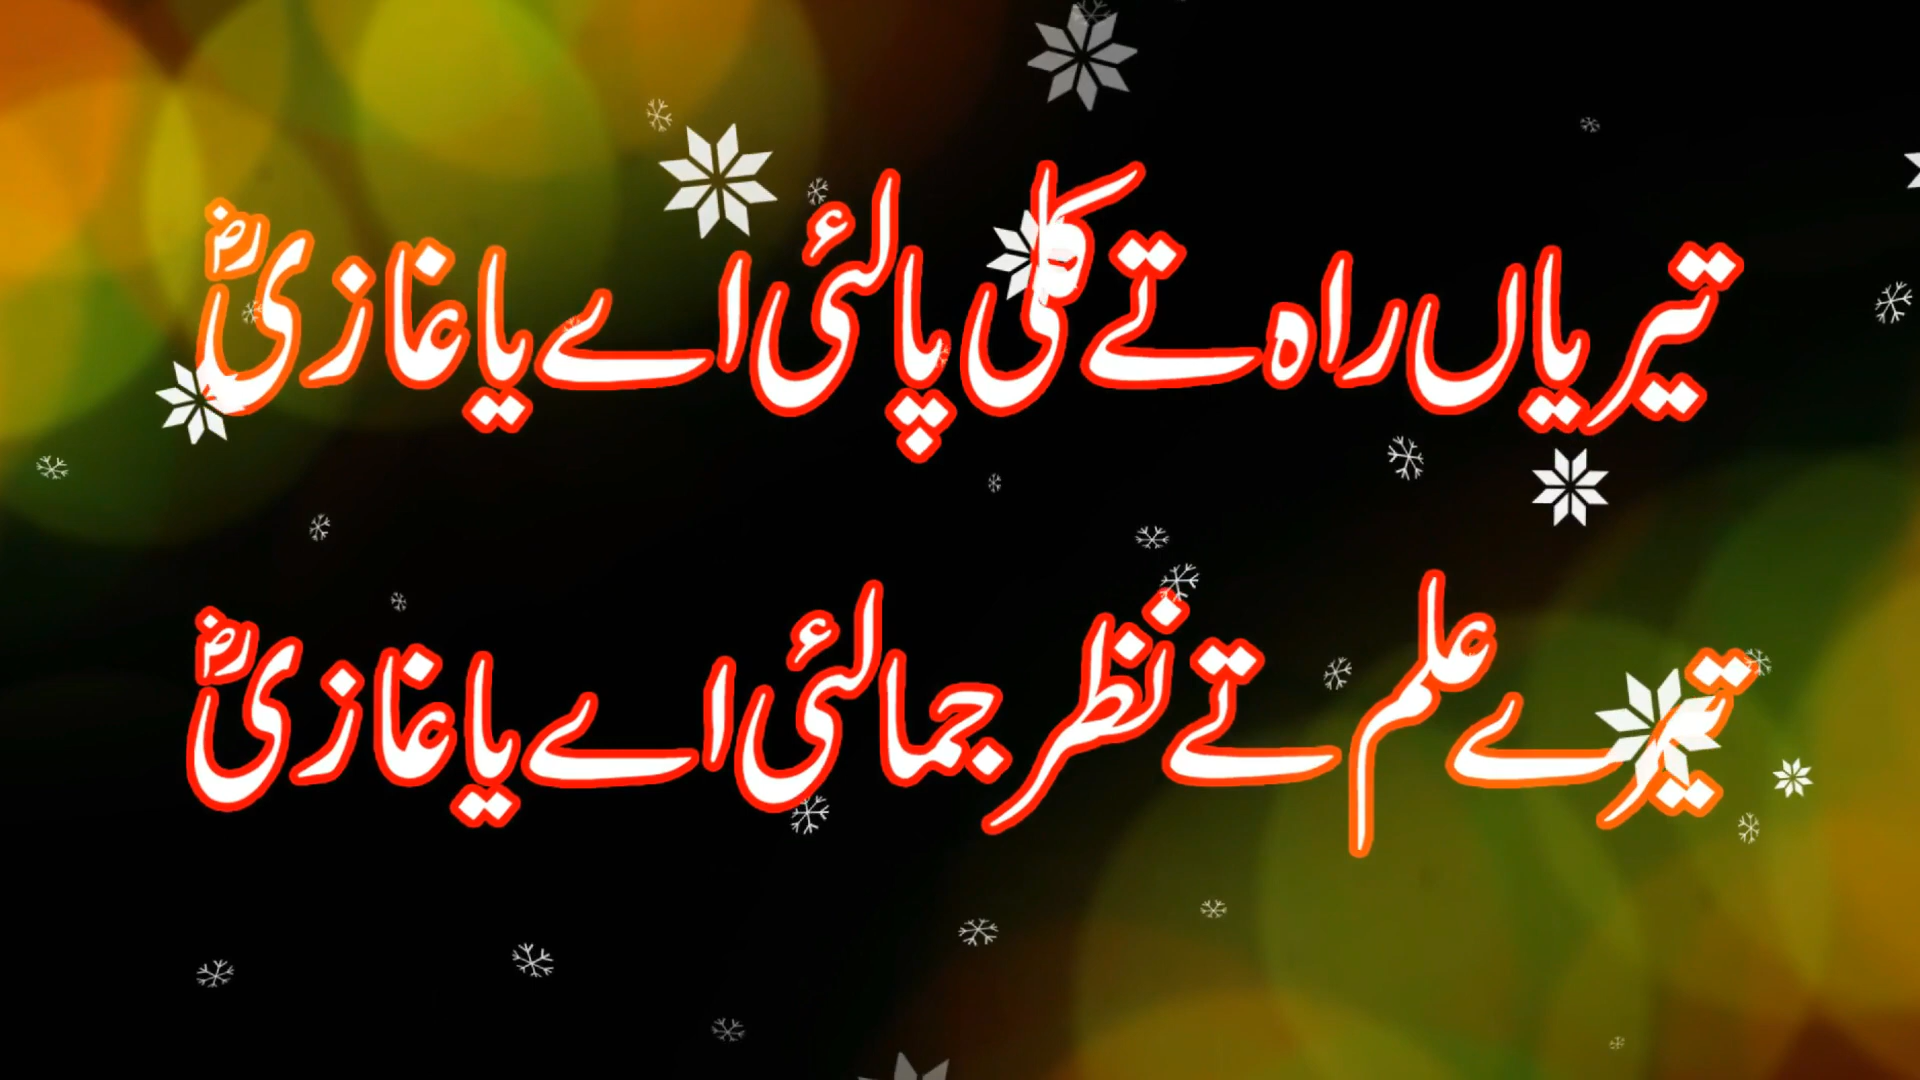 تیریاں راہ تے کلی پالئی اے یا غازیؓ
تیرے علم تے نظر جمالئی اے یا غازیؓ